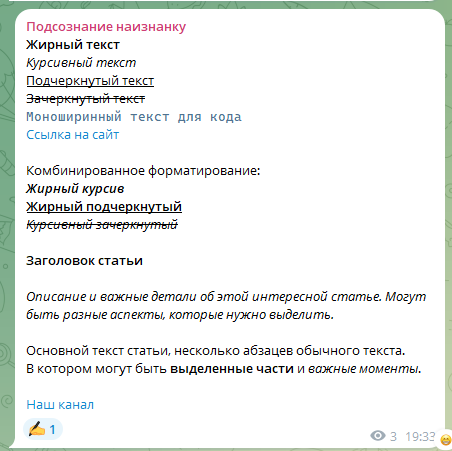 Подсознание наизнанку
Жирный текст
Курсивный текст
Подчеркнутый текст
Зачеркнутый текст
Моноширинный текст для кода
Ссылка на сайт
Комбинированное форматирование:
Жирный курсив
Жирный подчеркнутый
Курсивный зачеркнутый
Заголовок статьи
Описание и важные детали об этой интересной статье. Могут
быть разные аспекты, которые нужно выделить.
Основной текст статьи, несколько абзацев обычного текста.
В котором могут быть выделенные части и важные моменты.
Наш канал
1
3 19:33